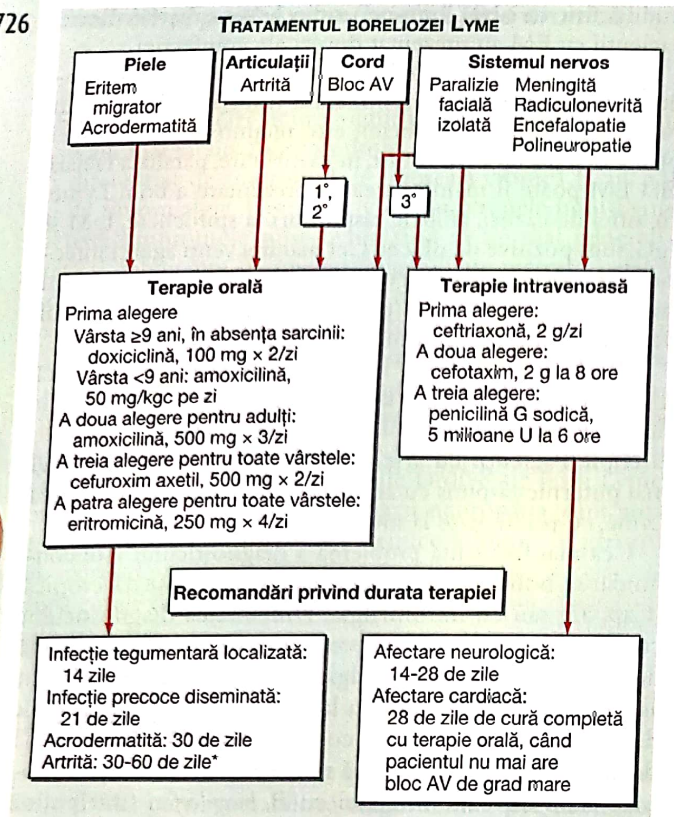 726
TRATAMENTUL BORELIOZEI LYME
Piele
Eritem
migrator
Acrodermatită
Articulații
Artrită
Cord
Bloc AV
Sistemul nervos
Paralizie
facială
izolată
Meningită
Radiculonevrită
Encefalopatie
Polineuropatie
1°,
2°
3°
Terapie orală
Prima alegere
Vârsta ≥9 ani, în absența sarcinii:
doxiciclină, 100 mg × 2/zi
Vârsta <9 ani: amoxicilină,
50 mg/kgc pe zi
A doua alegere pentru adulți:
amoxicilină, 500 mg × 3/zi
A treia alegere pentru toate vârstele:
cefuroxim axetil, 500 mg × 2/zi
A patra alegere pentru toate vârstele:
eritromicină, 250 mg × 4/zi
Terapie intravenoasă
Prima alegere:
ceftriaxonă, 2 g/zi
A doua alegere:
cefotaxim, 2 g la 8 ore
A treia alegere:
penicilină G sodică,
5 milioane U la 6 ore
Recomandări privind durata terapiei
Infecție tegumentară localizată:
14 zile
Infecție precoce diseminată:
21 de zile
Acrodermatită: 30 de zile
Artrită: 30-60 de zile*
Afectare neurologică:
14-28 de zile
Afectare cardiacă:
28 de zile de cură completă
cu terapie orală, când
pacientul nu mai are
bloc AV de grad mare